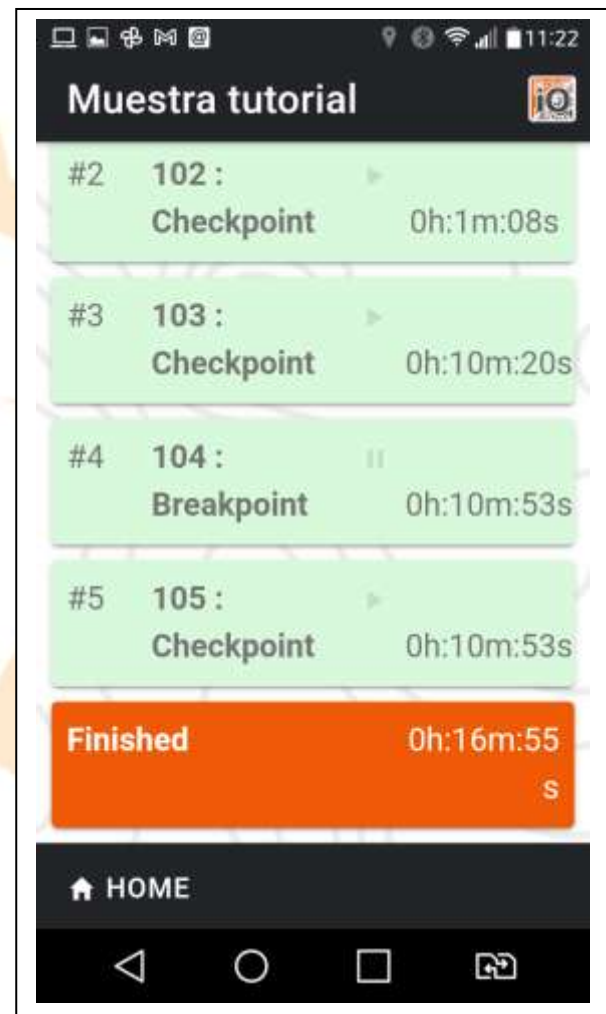 11:22
Muestra tutorial
iO
#2 102 :
Checkpoint 0h:1m:08s
#3 103 :
Checkpoint 0h:10m:20s
#4 104 :
Breakpoint 0h:10m:53s
#5 105 :
Checkpoint 0h:10m:53s
Finished 0h:16m:55
s
HOME